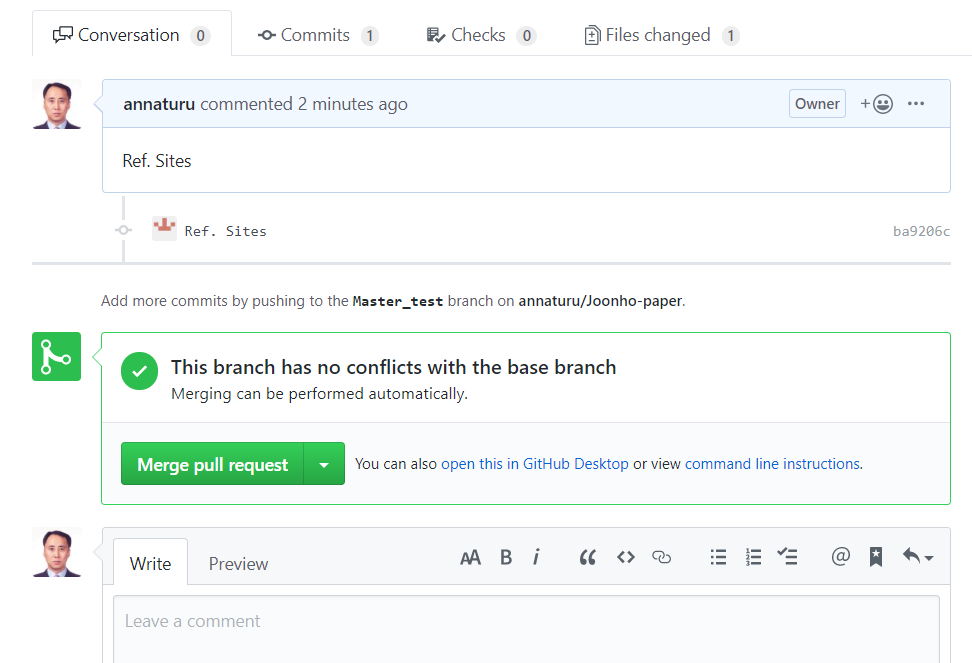 Conversation 0 Commits 1 Checks 0 Files changed 1
annaturu commented 2 minutes ago Owner
Ref. Sites
Ref. Sites ba9206c
Add more commits by pushing to the Master_test branch on annaturu/Joonho-paper.
This branch has no conflicts with the base branch
Merging can be performed automatically.
Merge pull request You can also open this in GitHub Desktop or view command line instructions.
Write Preview AA B i
Leave a comment